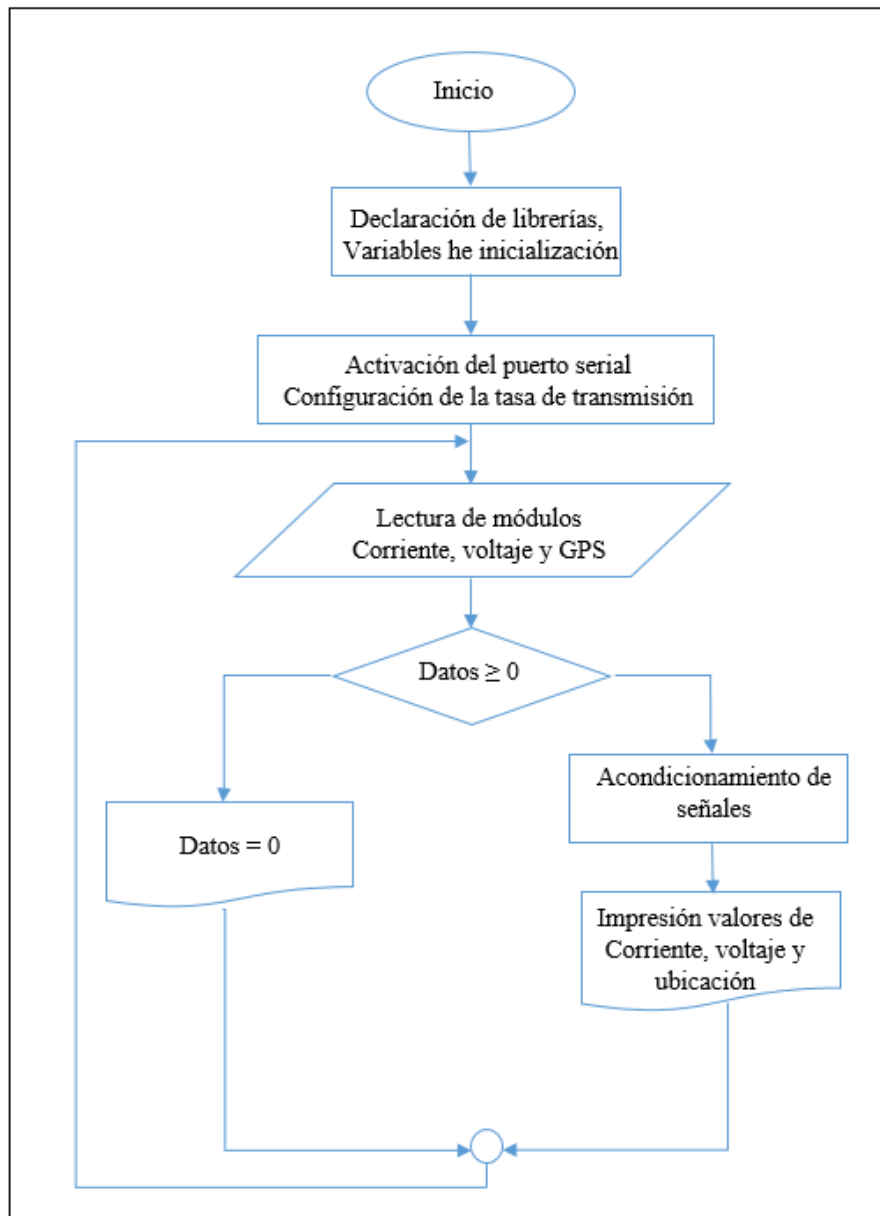 Inicio
Declaración de librerías,
Variables he inicialización
Activación del puerto serial
Configuración de la tasa de transmisión
Lectura de módulos
Corriente, voltaje y GPS
Datos ≥ 0
Acondicionamiento de
señales
Datos = 0
Impresión valores de
Corriente, voltaje y
ubicación